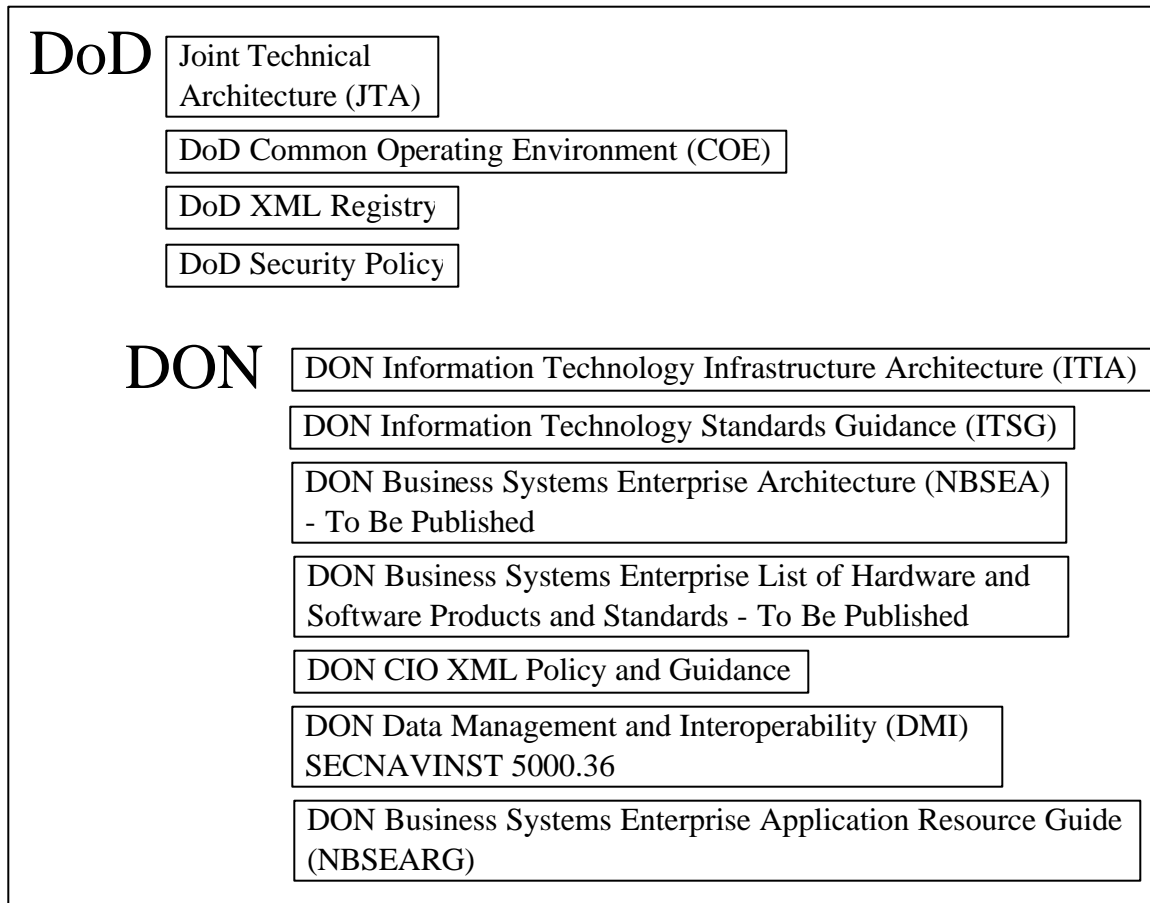 DoD
Joint Technical
Architecture (JTA)
DoD Common Operating Environment (COE)
DoD XML Registry
DoD Security Policy
DON
DON Information Technology Infrastructure Architecture (ITIA)
DON Information Technology Standards Guidance (ITSG)
DON Business Systems Enterprise Architecture (NBSEA)
- To Be Published
DON Business Systems Enterprise List of Hardware and
Software Products and Standards - To Be Published
DON CIO XML Policy and Guidance
DON Data Management and Interoperability (DMI)
SECNAVINST 5000.36
DON Business Systems Enterprise Application Resource Guide
(NBSEARG)